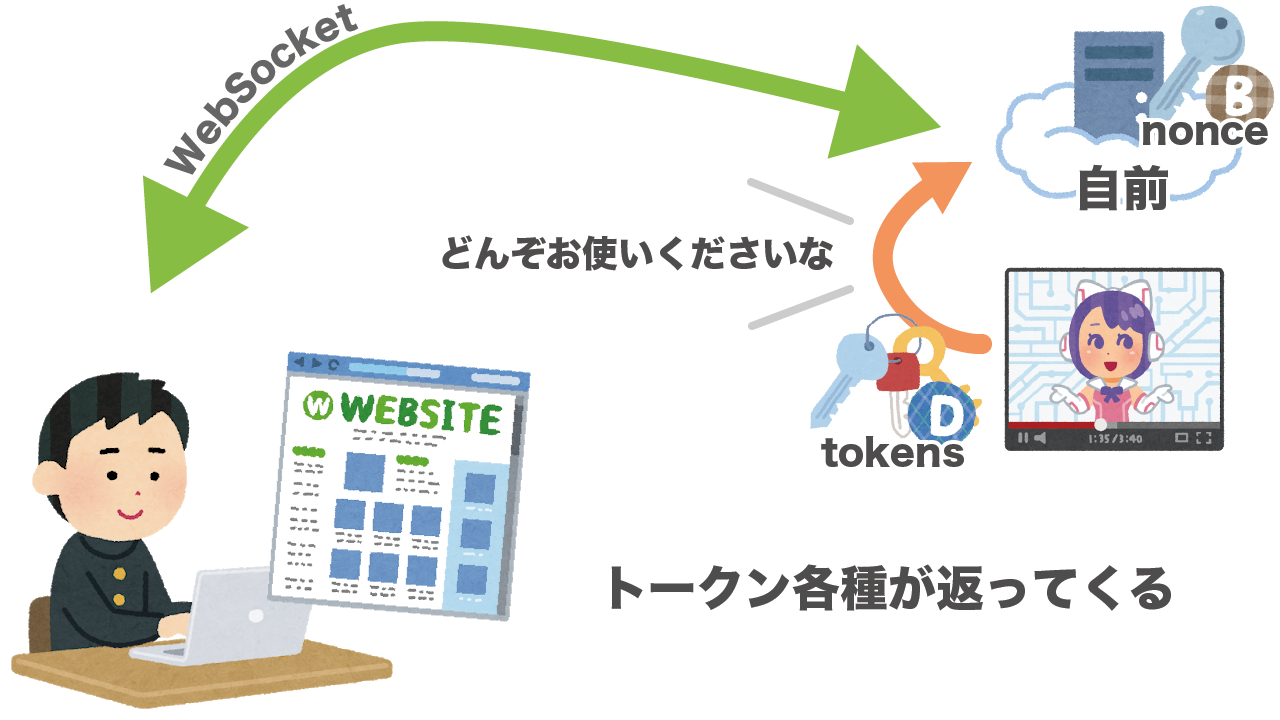 WebSocket
B
nonce
自前
どんぞお使いくださいな
D
tokens
1:35/3:40
W WEBSITE
トークン各種が返ってくる